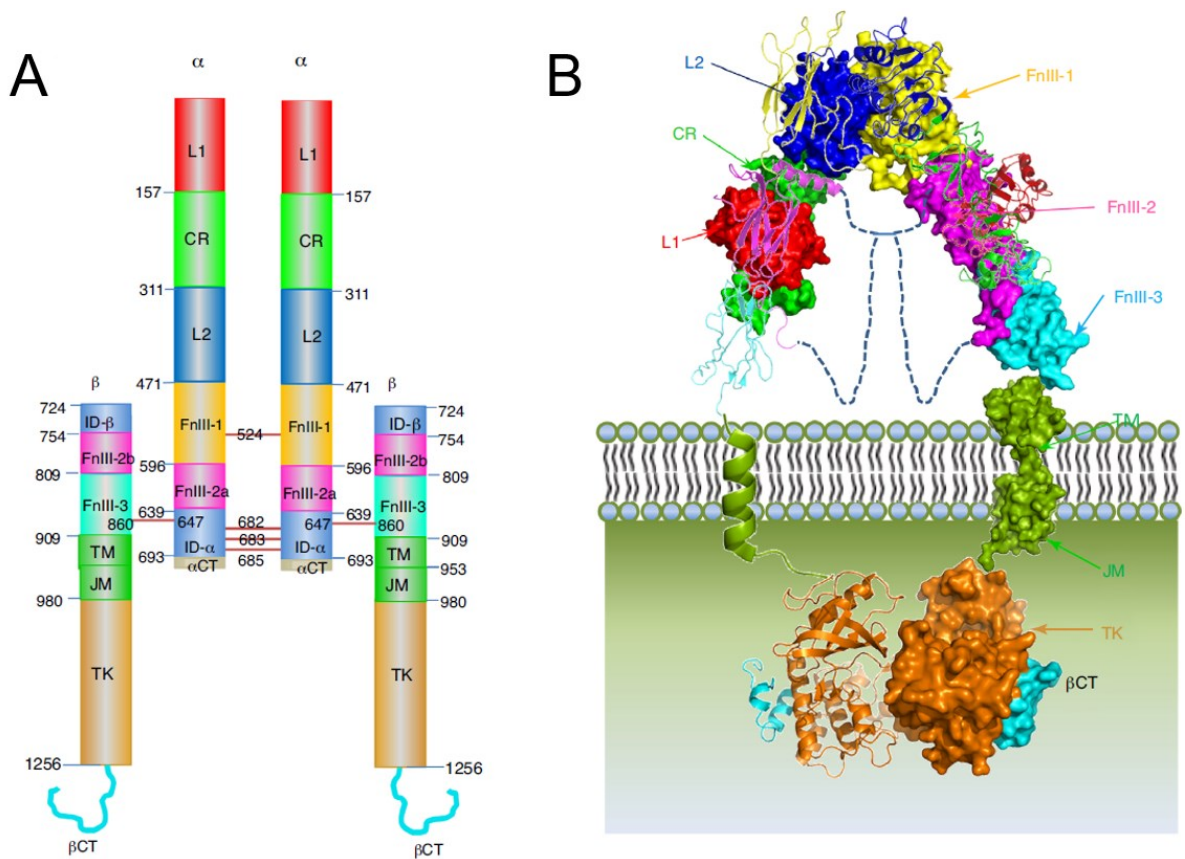 A
B
α
α
L1
L1
157
157
CR
CR
311
311
L2
L2
β
471
471
β
724
724
ID-β
ID-β
754
FnIII-1
524
FnIII-1
754
FnIII-2b
FnIII-2b
809
596
596
809
FnIII-3
FnIII-2a
FnIII-2a
FnIII-3
639
639
860
647
682
647
860
909
683
909
TM
ID-α
ID-α
TM
693
685
693
953
αCT
αCT
JM
JM
980
980
TK
TK
1256
1256
βCT
βCT
L2
FnIII-1
CR
FnIII-2
L1
FnIII-3
TM
JM
TK
βCT